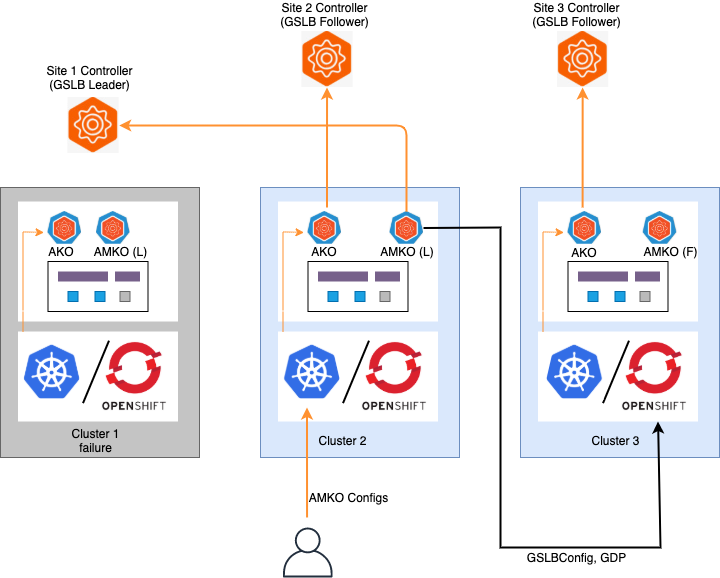 Site 2 Controller
(GSLB Follower)
Site 3 Controller
(GSLB Follower)
Site 1 Controller
(GSLB Leader)
AKO
AMKO (L)
AKO
AMKO (L)
AKO
AMKO (F)
OPENSHIFT
OPENSHIFT
OPENSHIFT
Cluster 1
failure
Cluster 2
Cluster 3
AMKO Configs
GSLBConfig, GDP